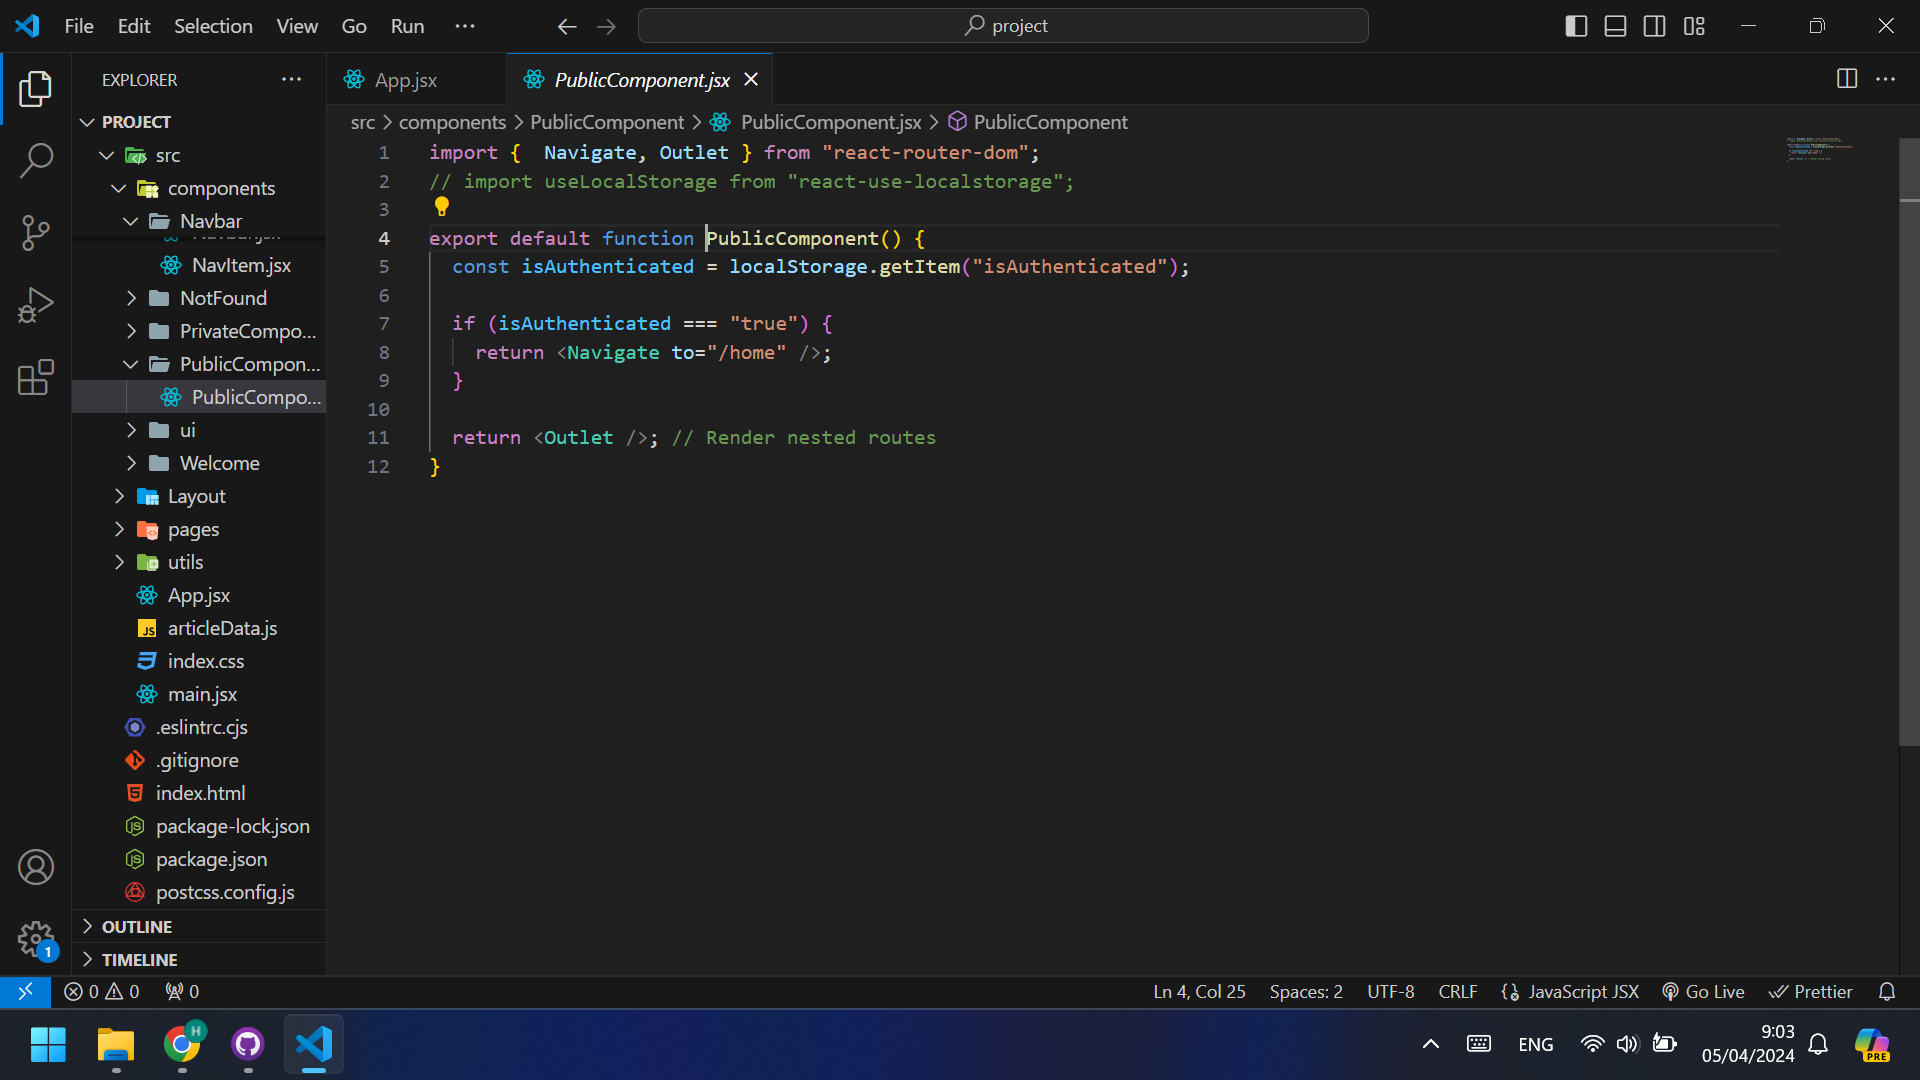 File Edit Selection View Go Run ···
project
EXPLORER ···
PROJECT
src
components
Navbar
NavItem.jsx
NotFound
PrivateCompo...
PublicCompon...
PublicCompo...
ui
Welcome
Layout
pages
utils
App.jsx
articleData.js
index.css
main.jsx
.eslintrc.cjs
.gitignore
index.html
package-lock.json
package.json
postcss.config.js
OUTLINE
TIMELINE
1
App.jsx PublicComponent.jsx
src > components > PublicComponent > PublicComponent.jsx > PublicComponent
1 import {  Navigate, Outlet } from "react-router-dom";
2 // import useLocalStorage from "react-use-localstorage";
3
4 export default function PublicComponent() {
5   const isAuthenticated = localStorage.getItem("isAuthenticated");
6
7   if (isAuthenticated === "true") {
8     return <Navigate to="/home" />;
9   }
10
11   return <Outlet />; // Render nested routes
12 }
0 0 0 Ln 4, Col 25 Spaces: 2 UTF-8 CRLF JavaScript JSX Go Live Prettier
H ENG 9:03
05/04/2024
PRE